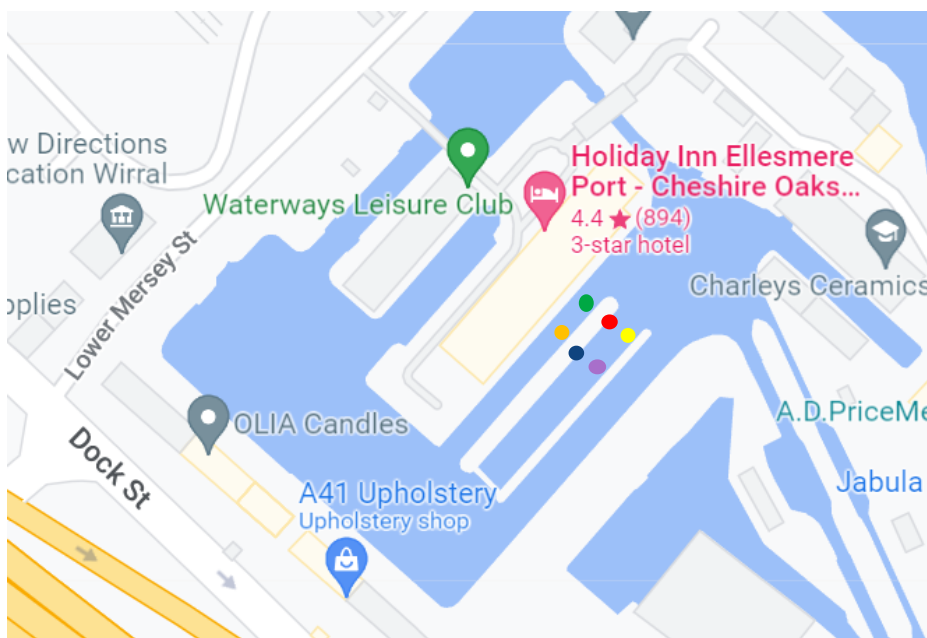 w Directions
cation Wirral
Waterways Leisure Club
Holiday Inn Ellesmere
Port - Cheshire Oaks...
4.4 ★ (894)
3-star hotel
Charleys Ceramics
pplies
Lower Mersey St
OLIA Candles
Dock St
A.D.PriceMe
Jabula
A41 Upholstery
Upholstery shop